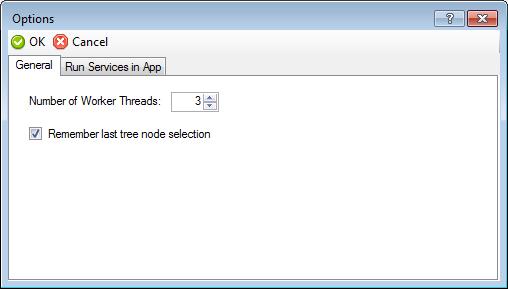 Options
?
OK Cancel
General Run Services in App
Number of Worker Threads: 3
Remember last tree node selection